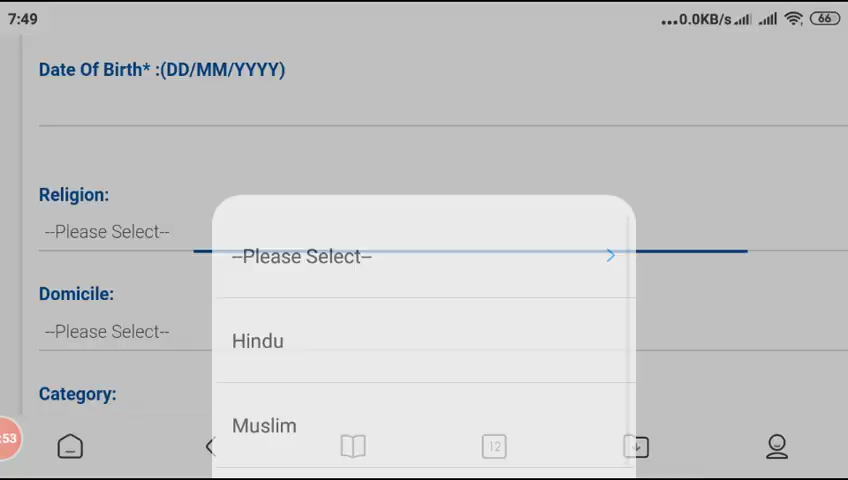 7:49
...0.0KB/s
66
Date Of Birth* :(DD/MM/YYYY)
Religion:
--Please Select--
--Please Select--
Domicile:
--Please Select--
Hindu
Category:
Muslim
:53
12